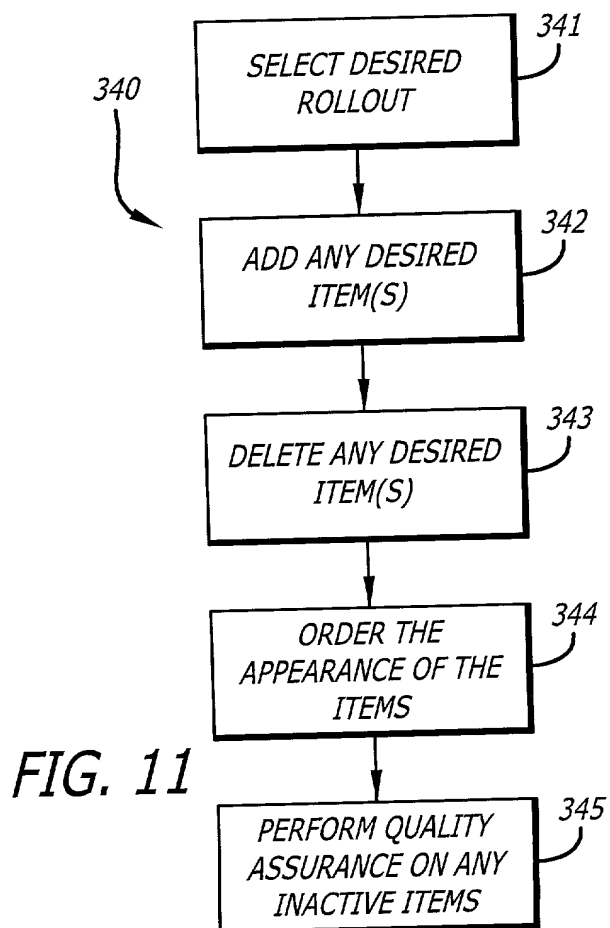 341
SELECT DESIRED
ROLLOUT
340
342
ADD ANY DESIRED
ITEM(S)
343
DELETE ANY DESIRED
ITEM(S)
344
ORDER THE
APPEARANCE OF THE
ITEMS
FIG. 11
345
PERFORM QUALITY
ASSURANCE ON ANY
INACTIVE ITEMS